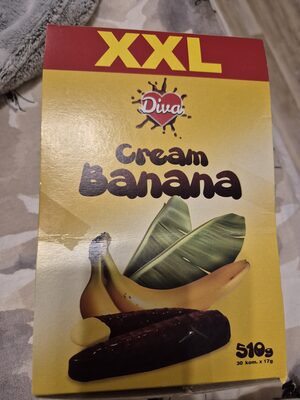 XXL
Diva
Cream
Banana
510g
30 kom. x 17g